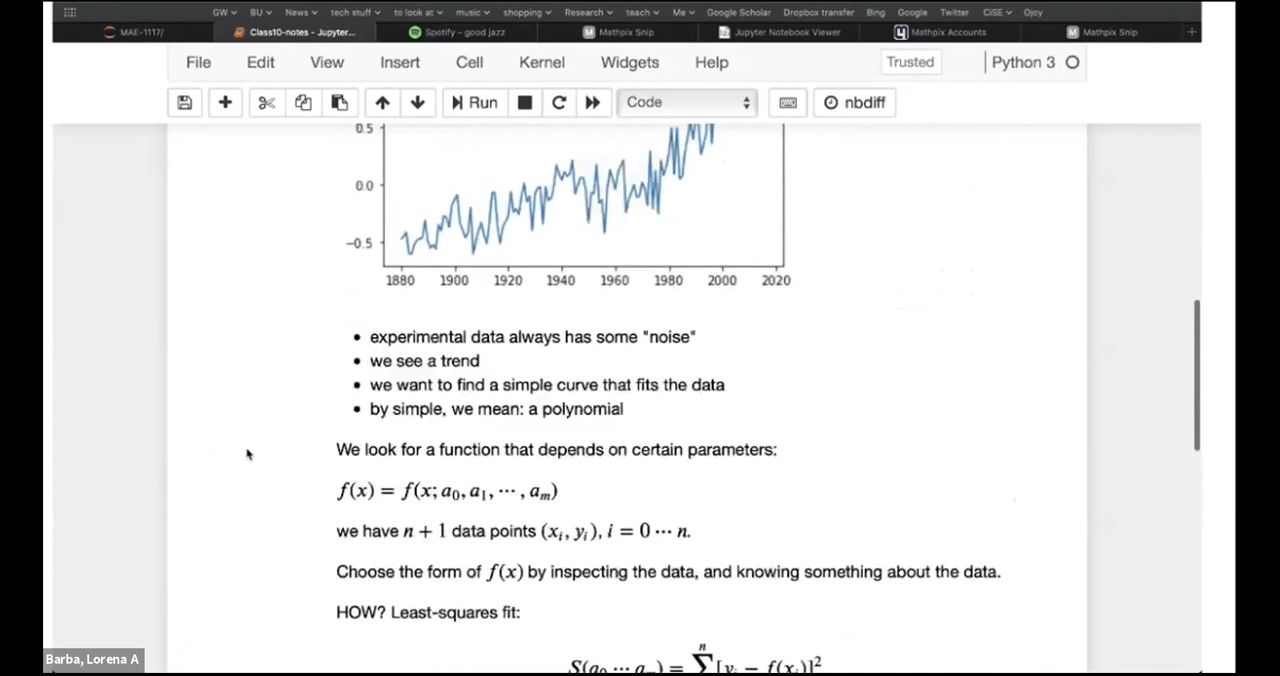 GW BU News tech stuff to look at music shopping Research teach Me Google Scholar Dropbox transfer Bing Google Twitter CiSE Ojoy
MAE-1117/ Class10-notes - Jupyter... Spotify – good jazz Mathpix Snip Jupyter Notebook Viewer Mathpix Accounts Mathpix Snip
File Edit View Insert Cell Kernel Widgets Help Trusted Python 3
Run Code nbdiff
0.5
0.0
−0.5
1880 1900 1920 1940 1960 1980 2000 2020
• experimental data always has some "noise"
• we see a trend
• we want to find a simple curve that fits the data
• by simple, we mean: a polynomial
We look for a function that depends on certain parameters:
f(x) = f(x; a₀, a₁, ⋯ , aₘ)
we have n + 1 data points (xᵢ, yᵢ), i = 0 ⋯ n.
Choose the form of f(x) by inspecting the data, and knowing something about the data.
HOW? Least-squares fit:
n
S(a₀ ⋯ aₘ) = ∑ [yᵢ − f(xᵢ)]²
Barba, Lorena A